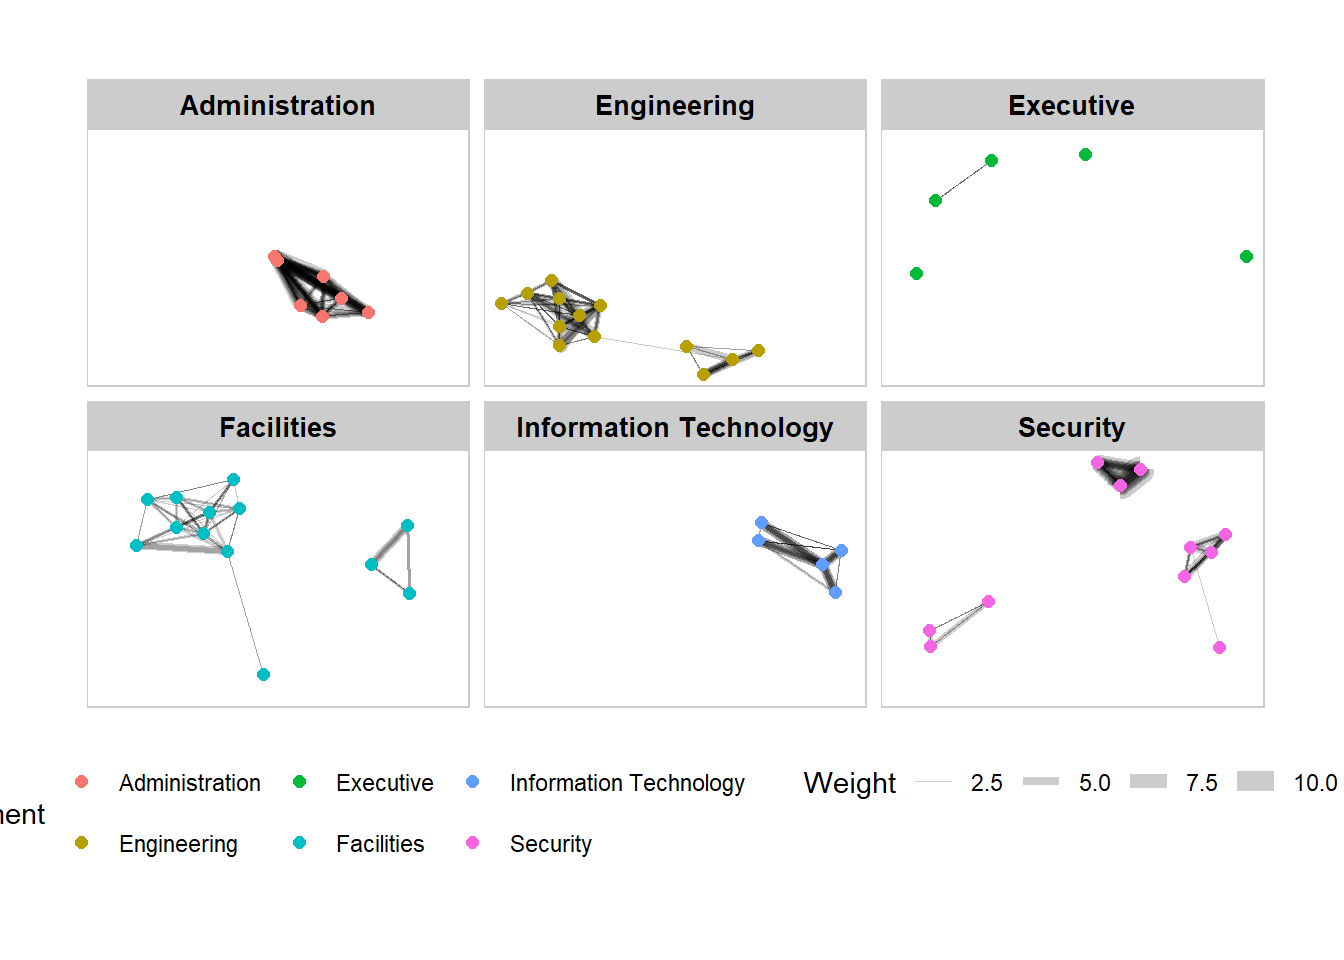 Administration Engineering Executive
Facilities Information Technology Security
Administration Executive Information Technology Weight 2.5 5.0 7.5 10.0
ment
Engineering Facilities Security